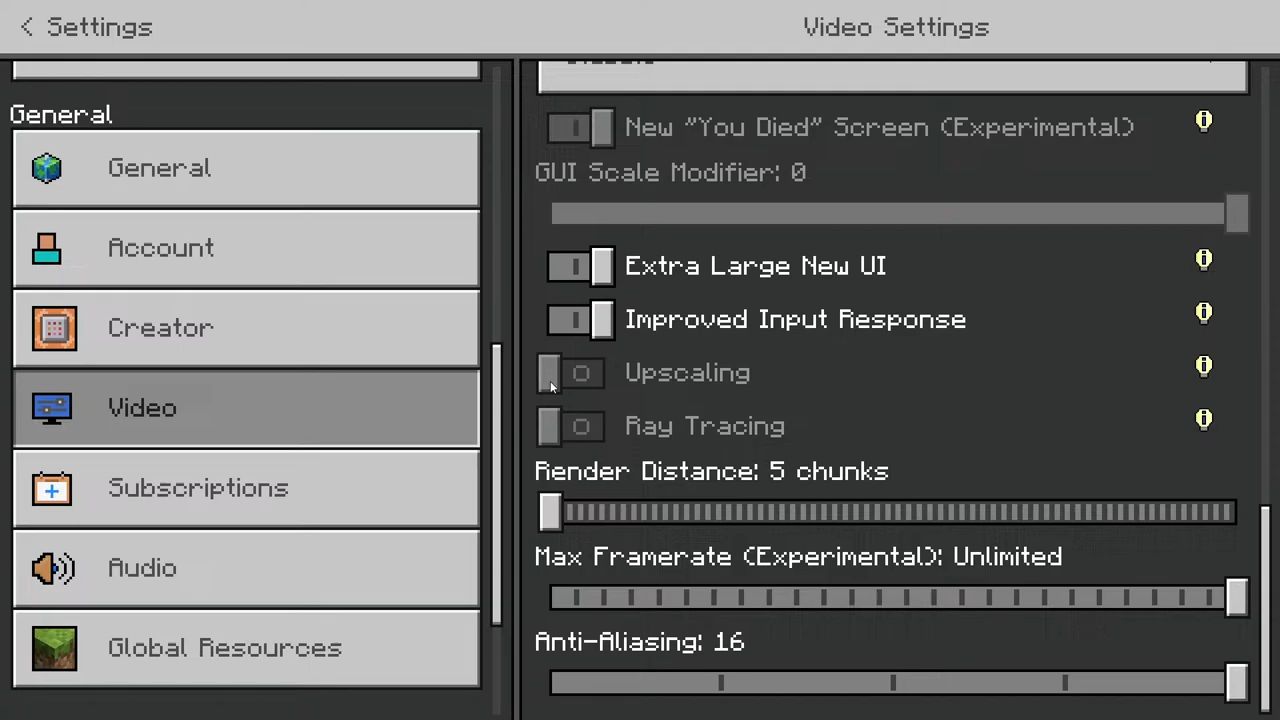 Settings
Video Settings
General
General
Account
Creator
Video
Subscriptions
Audio
Global Resources
New "You Died" Screen (Experimental)
GUI Scale Modifier: 0
Extra Large New UI
Improved Input Response
Upscaling
Ray Tracing
Render Distance: 5 chunks
Max Framerate (Experimental): Unlimited
Anti-Aliasing: 16